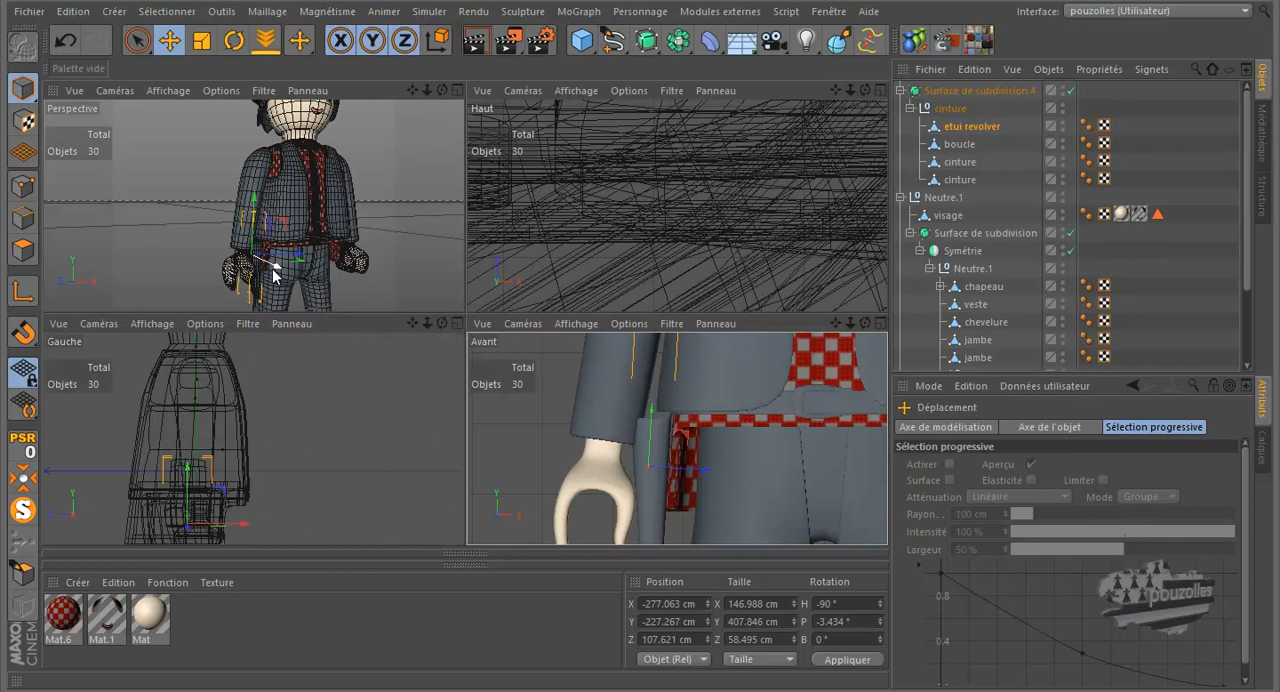 Fichier Edition Créer Sélectionner Outils Maillage Magnétisme Animer Simuler Rendu Sculpture MoGraph Personnage Modules externes Script Fenêtre Aide Interface: pouzolles (Utilisateur)
X Y Z
Palette vide
Fichier Edition Vue Objets Propriétés Signets
Vue Caméras Affichage Options Filtre Panneau
Perspective
Total
Objets 30
Vue Caméras Affichage Options Filtre Panneau
Haut
Total
Objets 30
Vue Caméras Affichage Options Filtre Panneau
Gauche
Total
Objets 30
Vue Caméras Affichage Options Filtre Panneau
Avant
Total
Objets 30
Surface de subdivision.4
cinture
etui revolver
boucle
cinture
cinture
Neutre.1
visage
Surface de subdivision
Symétrie
Neutre.1
chapeau
veste
chevelure
jambe
jambe
Objets
Médiathèque
Structure
Mode Edition Données utilisateur
Déplacement
Axe de modélisation Axe de l'objet Sélection progressive
Sélection progressive
Activer Aperçu
Surface Elasticité Limiter
Atténuation Linéaire Mode Groupe
Rayon . . 100 cm
Intensité 100 %
Largeur 50 %
0.8
0.4
pouzolles
Attributs
Calques
PSR
0
S
MAXON
CINEM
Créer Edition Fonction Texture
Mat.6 Mat.1 Mat
Position Taille Rotation
X -277.063 cm X 146.988 cm H -90 °
Y -227.267 cm Y 407.846 cm P -3.434 °
Z 107.621 cm Z 58.495 cm B 0 °
Objet (Rel) Taille Appliquer